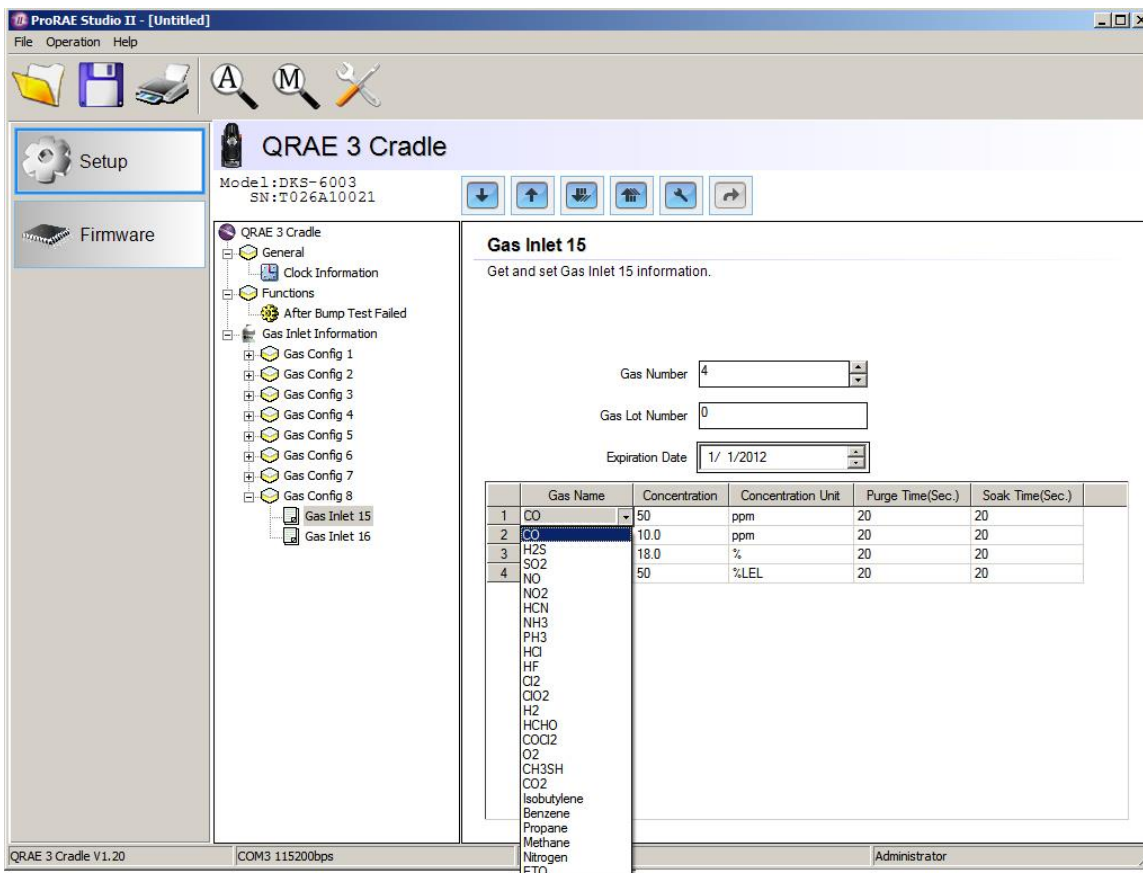 ProRAE Studio II - [Untitled]
File Operation Help
A M
Setup
Firmware
QRAE 3 Cradle
Model:DKS-6003
SN:T026A10021
QRAE 3 Cradle
General
Clock Information
Functions
After Bump Test Failed
Gas Inlet Information
Gas Config 1
Gas Config 2
Gas Config 3
Gas Config 4
Gas Config 5
Gas Config 6
Gas Config 7
Gas Config 8
Gas Inlet 15
Gas Inlet 16
Gas Inlet 15
Get and set Gas Inlet 15 information.
Gas Number 4
Gas Lot Number 0
Expiration Date 1/ 1/2012
Gas Name Concentration Concentration Unit Purge Time(Sec.) Soak Time(Sec.)
1 CO 50 ppm 20 20
2 10.0 ppm 20 20
3 18.0 % 20 20
4 50 %LEL 20 20
CO
H2S
SO2
NO
NO2
HCN
NH3
PH3
HCl
HF
Cl2
ClO2
H2
HCHO
COCl2
O2
CH3SH
CO2
Isobutylene
Benzene
Propane
Methane
Nitrogen
ETO
QRAE 3 Cradle V1.20 COM3 115200bps Administrator